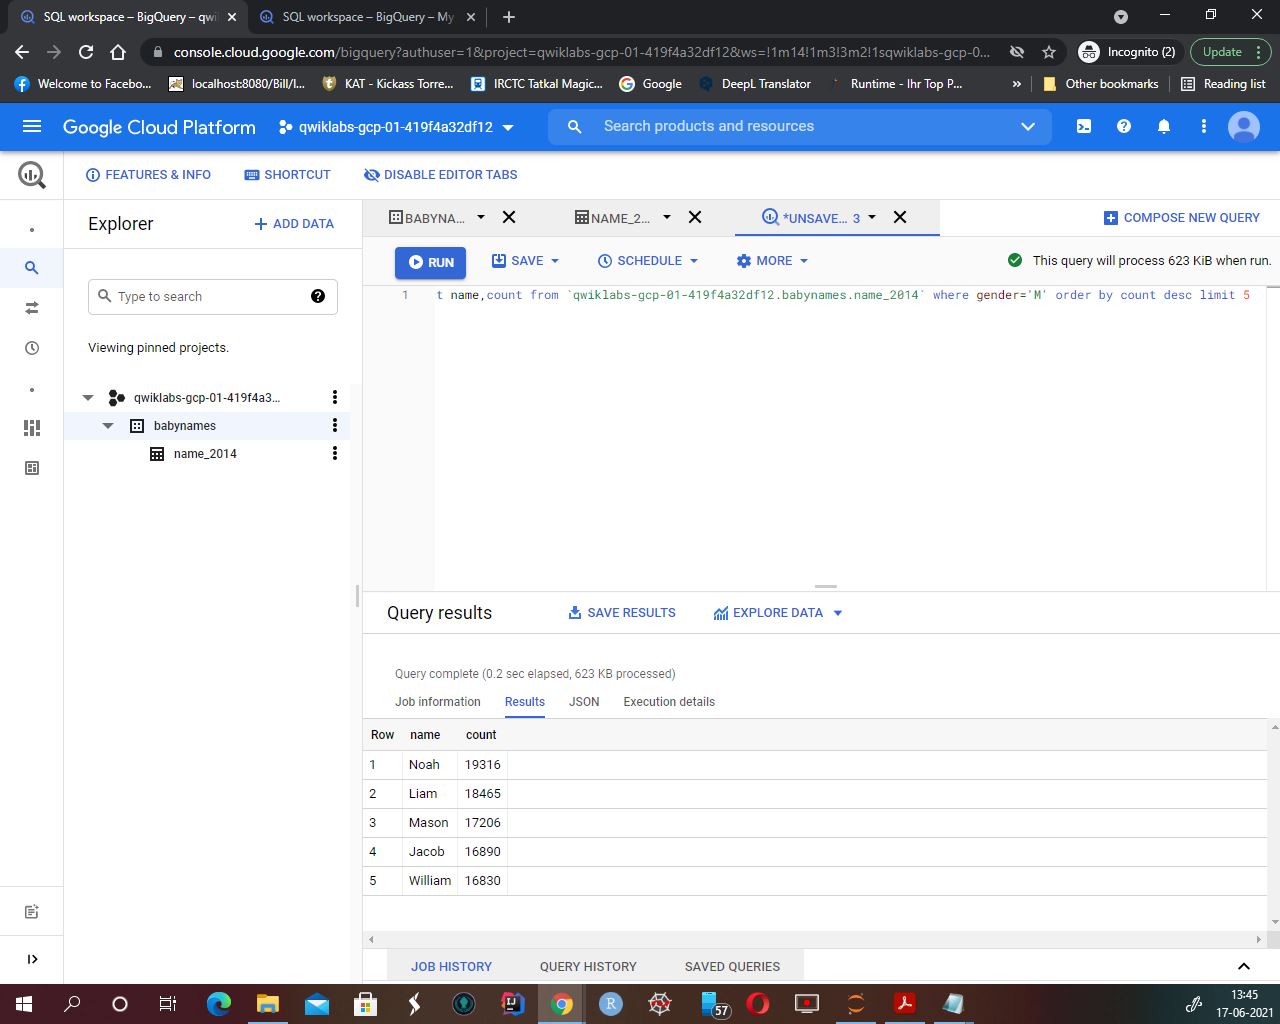 SQL workspace – BigQuery – qwi
SQL workspace – BigQuery – My
console.cloud.google.com/bigquery?authuser=1&project=qwiklabs-gcp-01-419f4a32df12&ws=!1m14!1m3!3m2!1sqwiklabs-gcp-0...
Incognito (2)
Update
Welcome to Facebo...
localhost8080/Bill/l...
KAT - Kickass Torre...
IRCTC Tatkal Magic...
Google
DeepL Translator
Runtime - Ihr Top P...
»
Other bookmarks
Reading list
Google Cloud Platform
qwiklabs-gcp-01-419f4a32df12
Search products and resources
FEATURES & INFO
SHORTCUT
DISABLE EDITOR TABS
Explorer
+ ADD DATA
BABYNA...
NAME_2...
*UNSAVE... 3
COMPOSE NEW QUERY
RUN
SAVE
SCHEDULE
MORE
This query will process 623 KiB when run.
Type to search
1 t name,count from `qwiklabs-gcp-01-419f4a32df12.babynames.name_2014` where gender='M' order by count desc limit 5
Viewing pinned projects.
qwiklabs-gcp-01-419f4a3...
babynames
name_2014
Query results
SAVE RESULTS
EXPLORE DATA
Query complete (0.2 sec elapsed, 623 KB processed)
Job information
Results
JSON
Execution details
Row name count
1 Noah 19316
2 Liam 18465
3 Mason 17206
4 Jacob 16890
5 William 16830
JOB HISTORY
QUERY HISTORY
SAVED QUERIES
57
13:45
17-06-2021